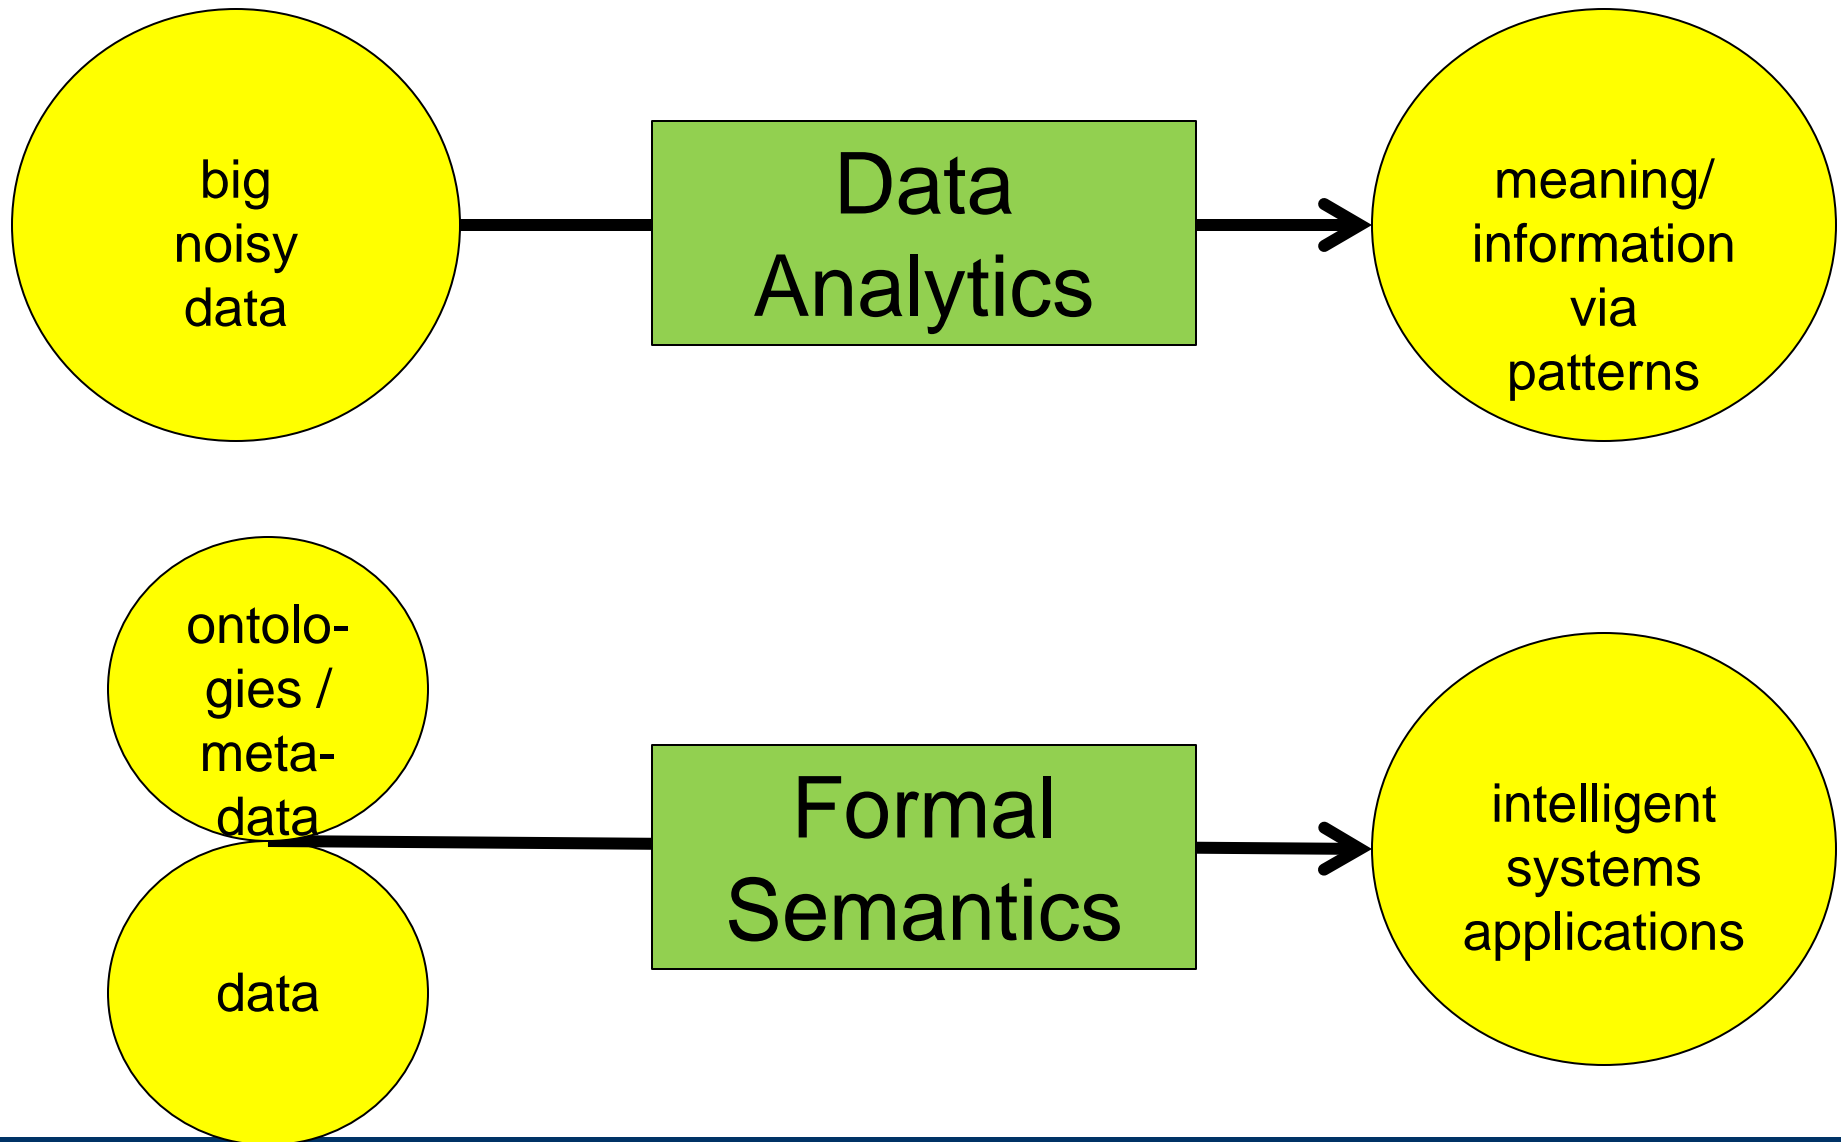 big
noisy
data
Data
Analytics
meaning/
information
via
patterns
ontolo-
gies /
meta-
data
data
Formal
Semantics
intelligent
systems
applications